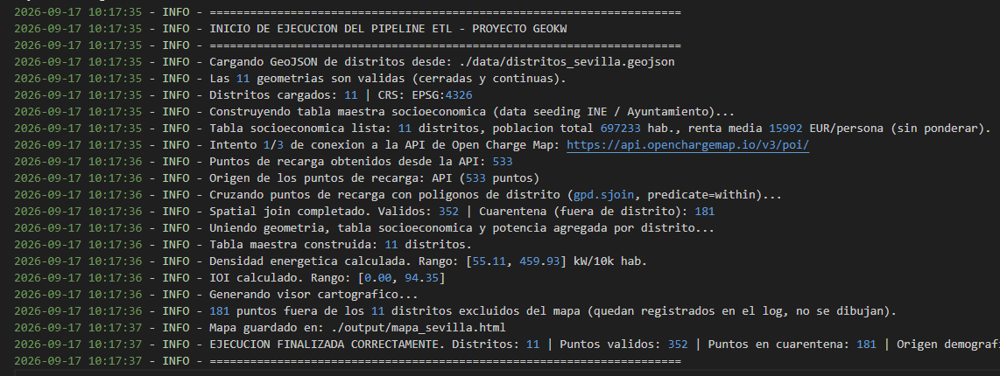 2026-09-17 10:17:35 - INFO - ======================================================================
2026-09-17 10:17:35 - INFO - INICIO DE EJECUCION DEL PIPELINE ETL - PROYECTO GEOKW
2026-09-17 10:17:35 - INFO - ======================================================================
2026-09-17 10:17:35 - INFO - Cargando GeoJSON de distritos desde: ./data/distritos_sevilla.geojson
2026-09-17 10:17:35 - INFO - Las 11 geometrias son validas (cerradas y continuas).
2026-09-17 10:17:35 - INFO - Distritos cargados: 11 | CRS: EPSG:4326
2026-09-17 10:17:35 - INFO - Construyendo tabla maestra socioeconomica (data seeding INE / Ayuntamiento)...
2026-09-17 10:17:35 - INFO - Tabla socioeconomica lista: 11 distritos, poblacion total 697233 hab., renta media 15992 EUR/persona (sin ponderar).
2026-09-17 10:17:35 - INFO - Intento 1/3 de conexion a la API de Open Charge Map: https://api.openchargemap.io/v3/poi/
2026-09-17 10:17:36 - INFO - Puntos de recarga obtenidos desde la API: 533
2026-09-17 10:17:36 - INFO - Origen de los puntos de recarga: API (533 puntos)
2026-09-17 10:17:36 - INFO - Cruzando puntos de recarga con poligonos de distrito (gpd.sjoin, predicate=within)...
2026-09-17 10:17:36 - INFO - Spatial join completado. Validos: 352 | Cuarentena (fuera de distrito): 181
2026-09-17 10:17:36 - INFO - Uniendo geometria, tabla socioeconomica y potencia agregada por distrito...
2026-09-17 10:17:36 - INFO - Tabla maestra construida: 11 distritos.
2026-09-17 10:17:36 - INFO - Densidad energetica calculada. Rango: [55.11, 459.93] kW/10k hab.
2026-09-17 10:17:36 - INFO - IOI calculado. Rango: [0.00, 94.35]
2026-09-17 10:17:36 - INFO - Generando visor cartografico...
2026-09-17 10:17:36 - INFO - 181 puntos fuera de los 11 distritos excluidos del mapa (quedan registrados en el log, no se dibujan).
2026-09-17 10:17:37 - INFO - Mapa guardado en: ./output/mapa_sevilla.html
2026-09-17 10:17:37 - INFO - EJECUCION FINALIZADA CORRECTAMENTE. Distritos: 11 | Puntos validos: 352 | Puntos en cuarentena: 181 | Origen demografi
2026-09-17 10:17:37 - INFO - ======================================================================